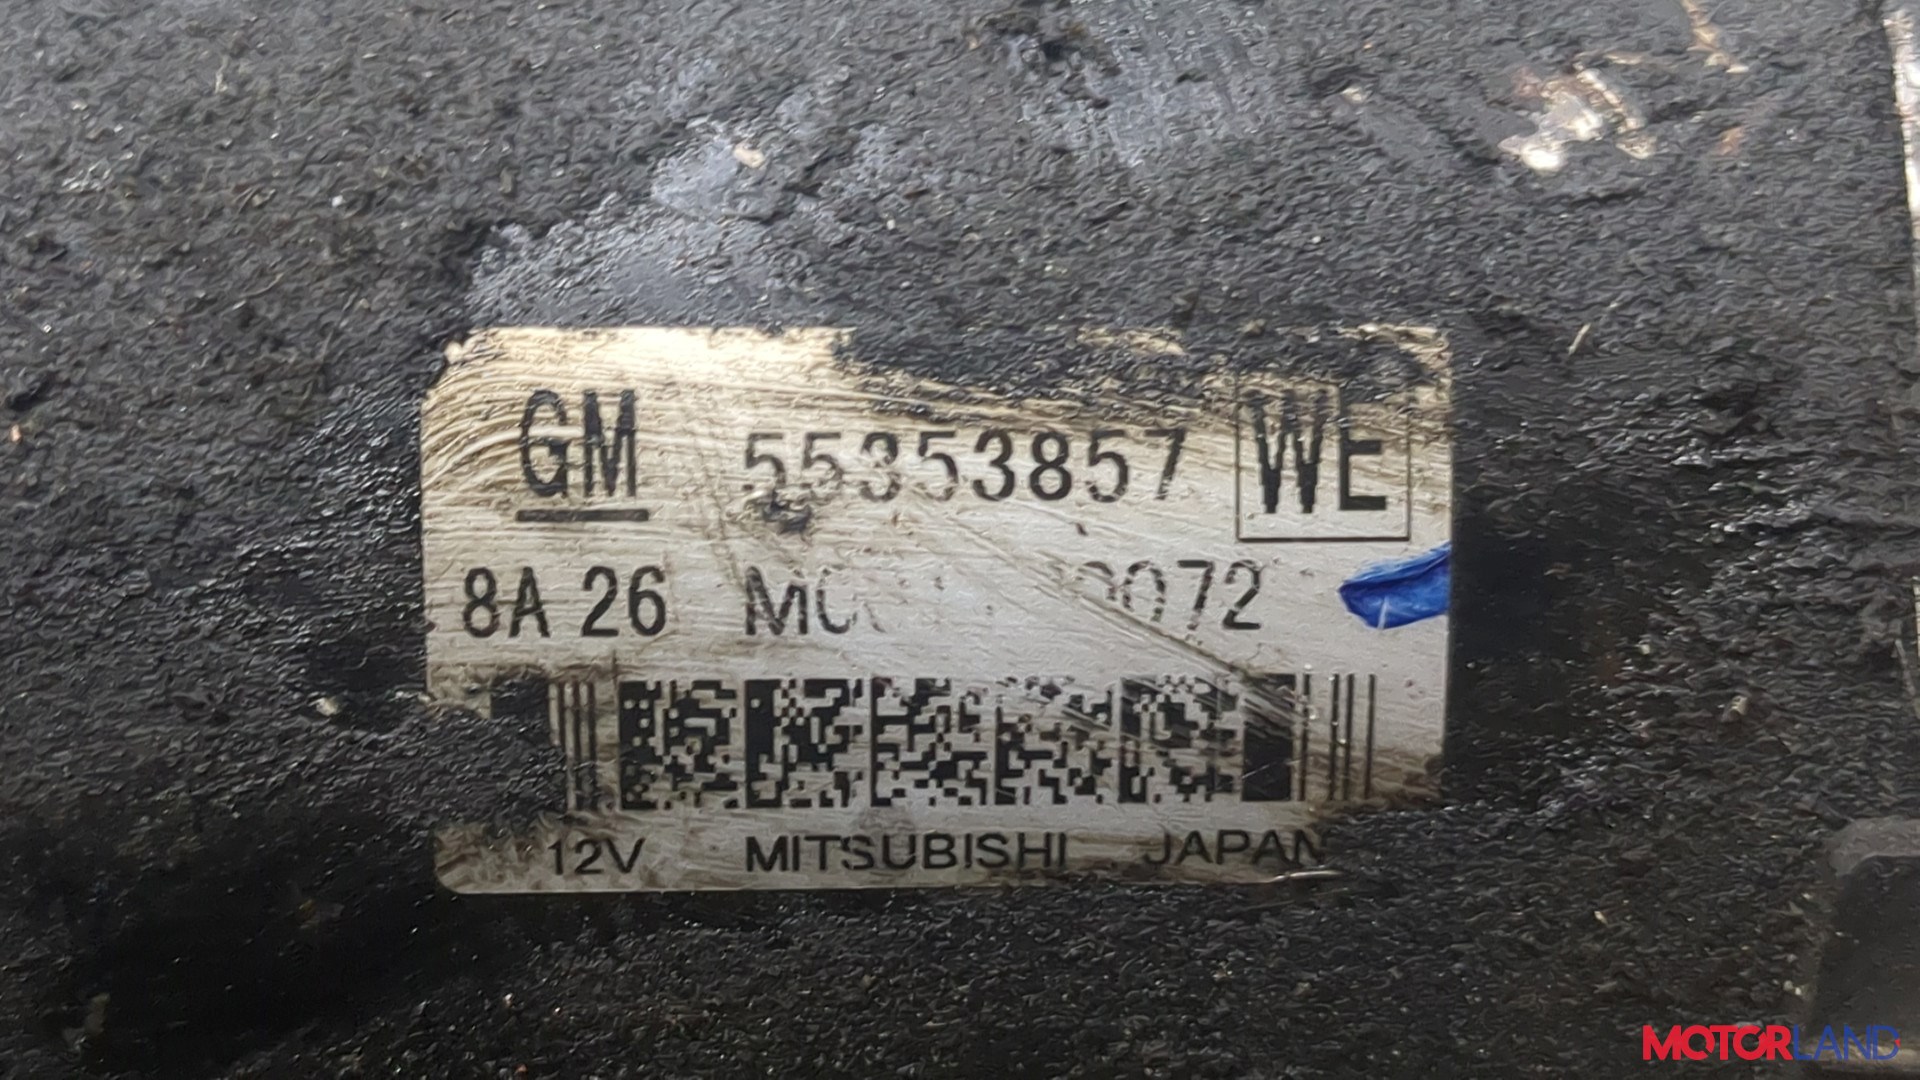 GM 55353857 WE
8A 26
12V MITSUBISHI JAPAN
MOTORLAND